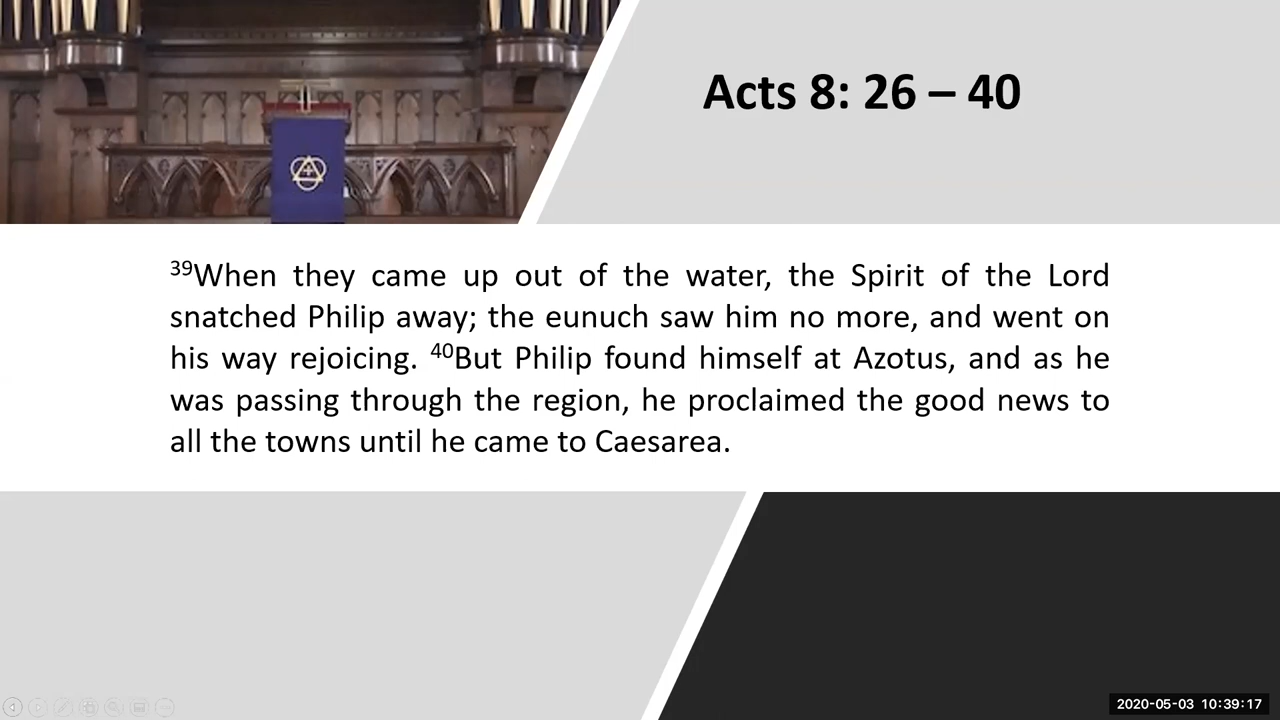 Acts 8: 26 – 40
³⁹When they came up out of the water, the Spirit of the Lord
snatched Philip away; the eunuch saw him no more, and went on
his way rejoicing. ⁴⁰But Philip found himself at Azotus, and as he
was passing through the region, he proclaimed the good news to
all the towns until he came to Caesarea.
2020-05-03 10:39:17